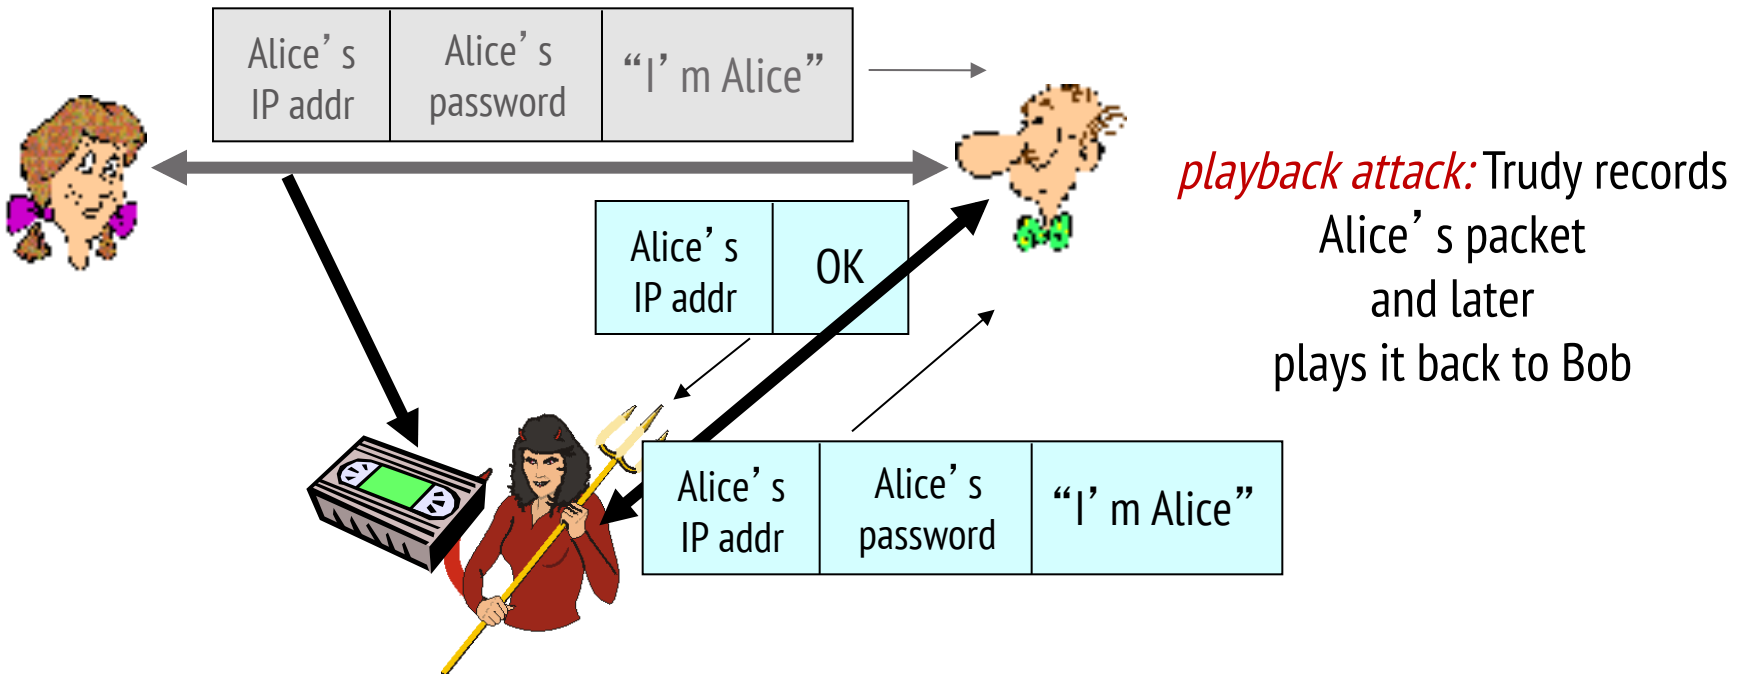 Alice’ s
IP addr
Alice’ s
password
“I’ m Alice”
playback attack: Trudy records
Alice’ s packet
and later
plays it back to Bob
Alice’ s
IP addr
OK
Alice’ s
IP addr
Alice’ s
password
“I’ m Alice”